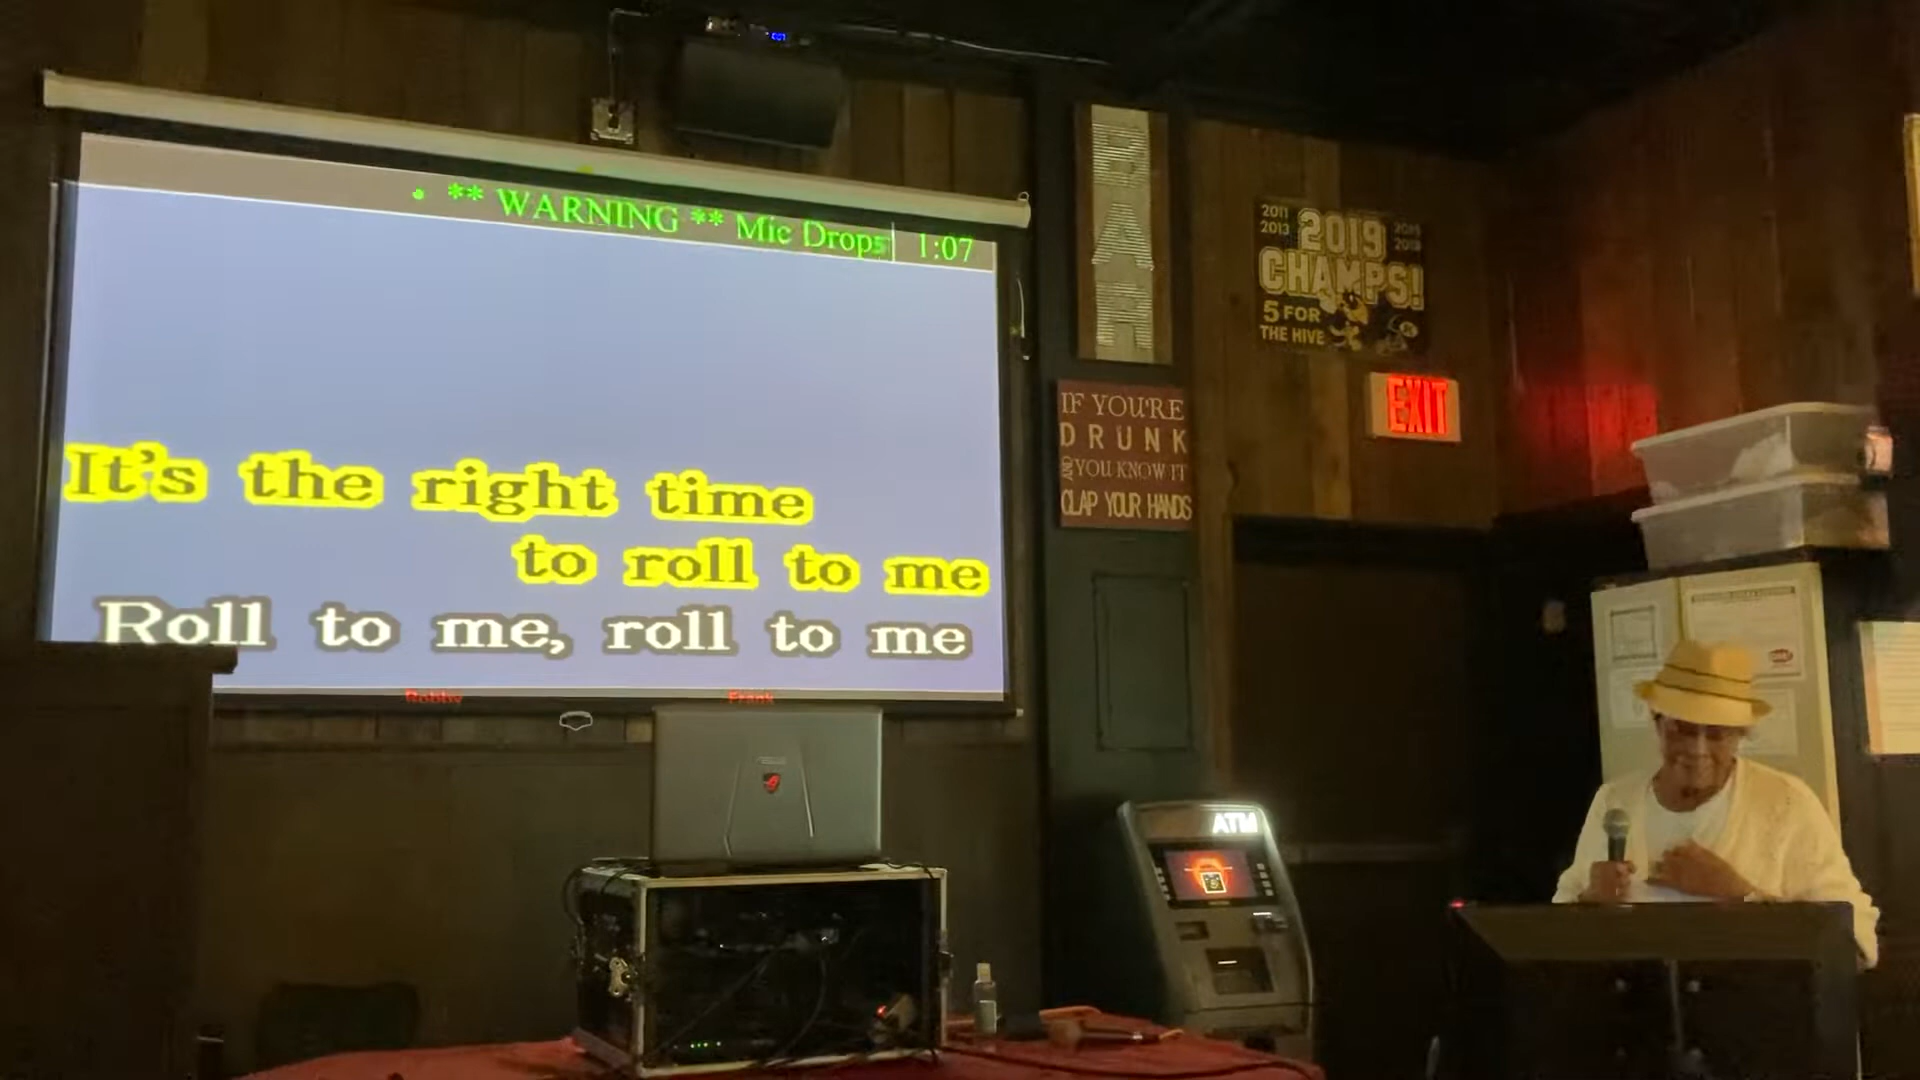 ** WARNING ** Mic Drops
1:07
It's the right time
to roll to me
Roll to me, roll to me
Robby
Frank
BAR
2011
2013
2019
CHAMPS!
5 FOR
THE HIVE
IF YOU'RE
DRUNK
AND YOU KNOW IT
CLAP YOUR HANDS
EXIT
ATM